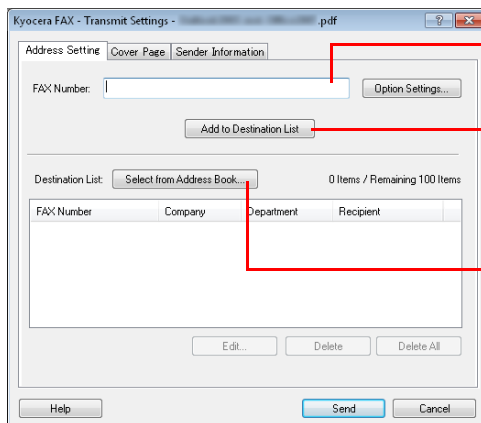 Kyocera FAX - Transmit Settings - .pdf
Address Setting Cover Page Sender Information
FAX Number: Option Settings...
Add to Destination List
Destination List: Select from Address Book... 0 Items / Remaining 100 Items
FAX Number Company Department Recipient
Edit... Delete Delete All
Help Send Cancel